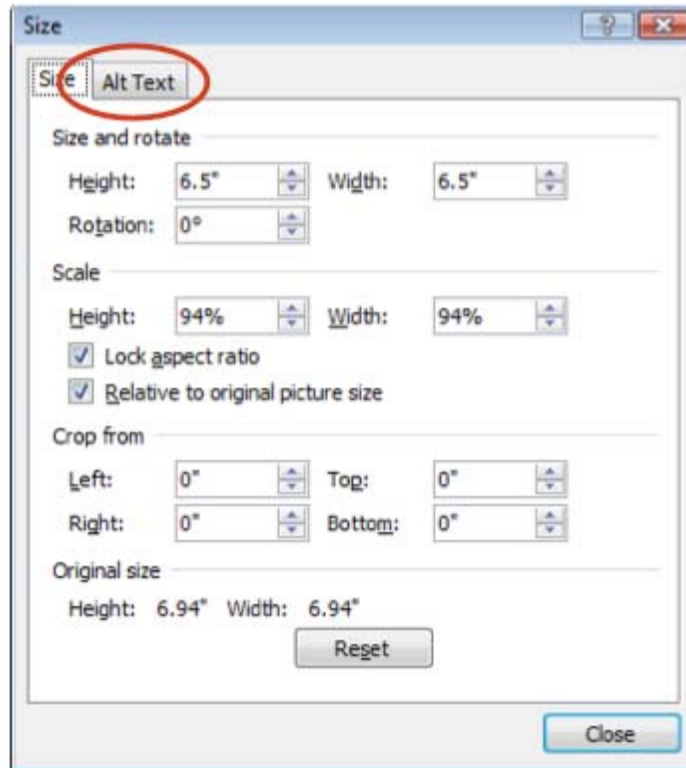 Size
Size Alt Text
Size and rotate
Height: 6.5" Width: 6.5"
Rotation: 0°
Scale
Height: 94% Width: 94%
Lock aspect ratio
Relative to original picture size
Crop from
Left: 0" Top: 0"
Right: 0" Bottom: 0"
Original size
Height: 6.94" Width: 6.94"
Reset
Close